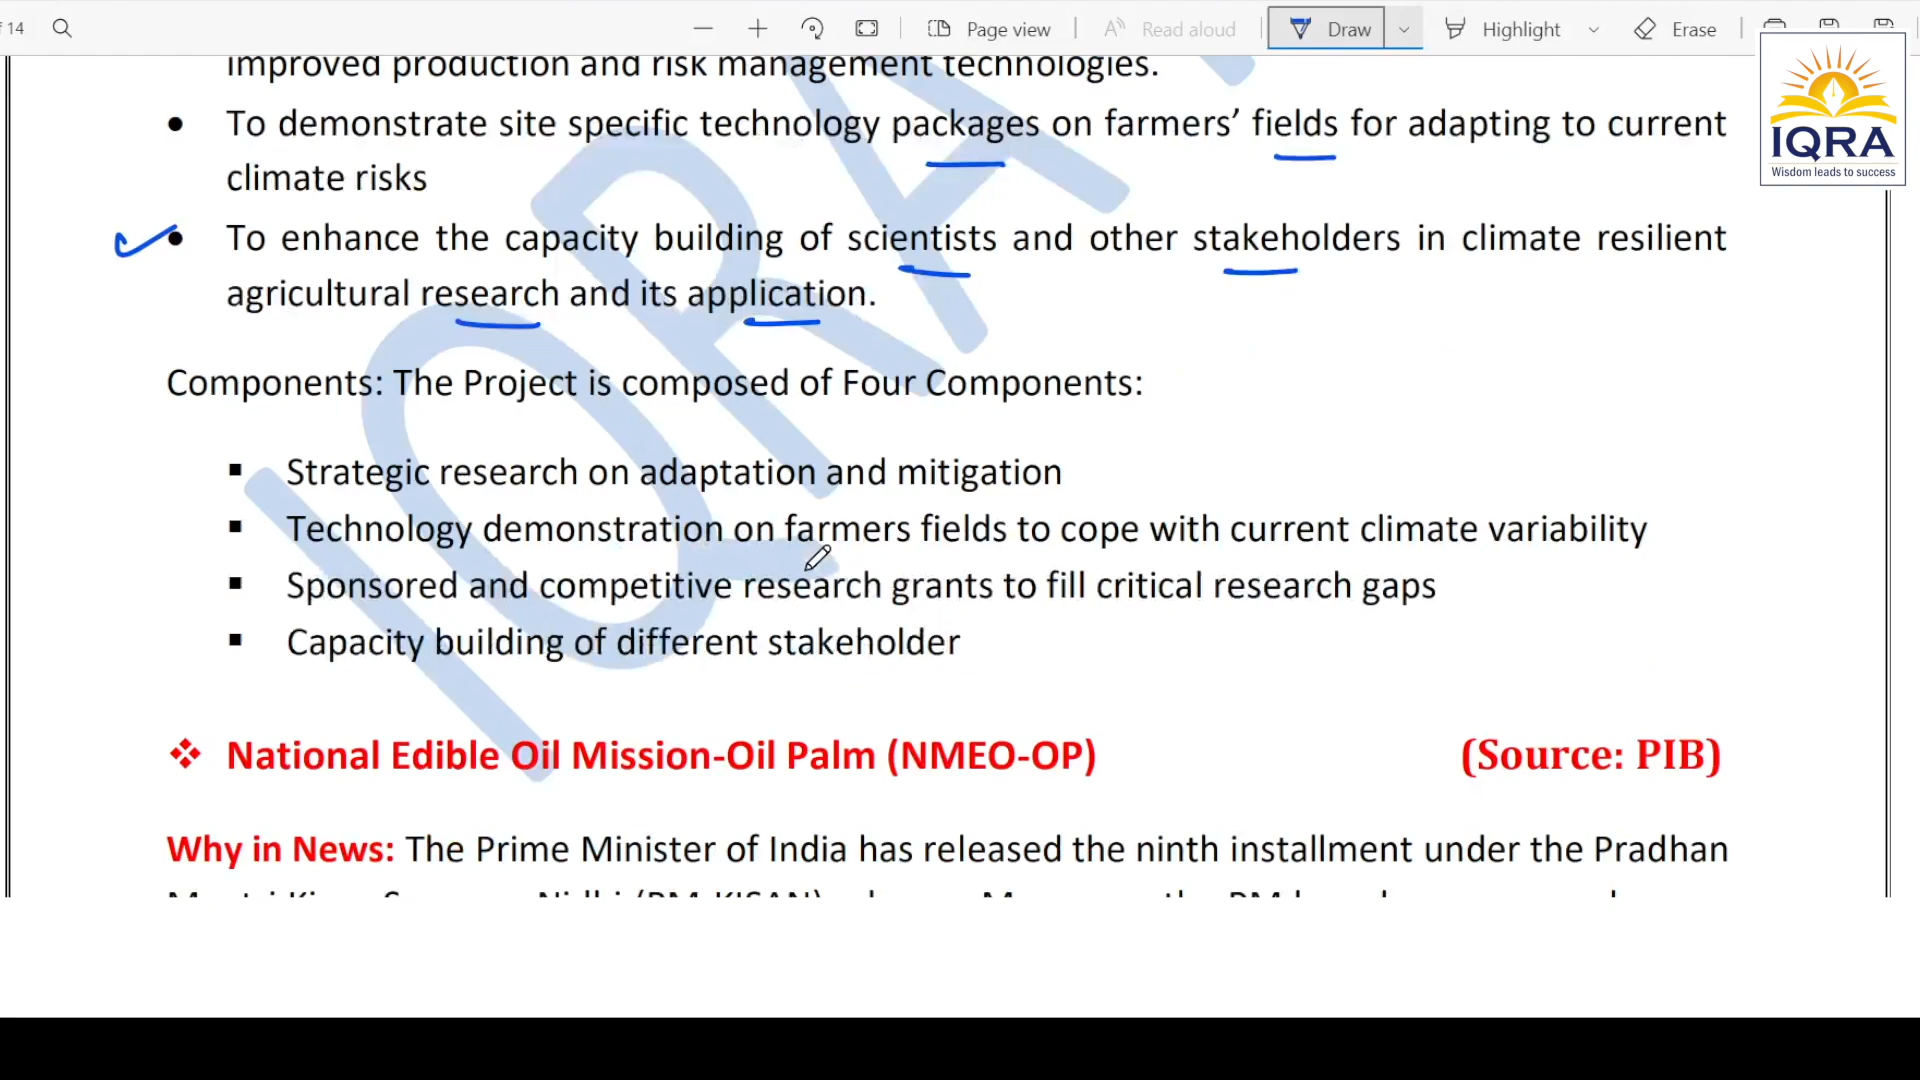 f 14
Page view
Read aloud
Draw
Highlight
Erase
IQRA
Wisdom leads to success
improved production and risk management technologies.
• To demonstrate site specific technology packages on farmers’ fields for adapting to current
climate risks
• To enhance the capacity building of scientists and other stakeholders in climate resilient
agricultural research and its application.
Components: The Project is composed of Four Components:
▪ Strategic research on adaptation and mitigation
▪ Technology demonstration on farmers fields to cope with current climate variability
▪ Sponsored and competitive research grants to fill critical research gaps
▪ Capacity building of different stakeholder
❖ National Edible Oil Mission-Oil Palm (NMEO-OP) (Source: PIB)
Why in News: The Prime Minister of India has released the ninth installment under the Pradhan